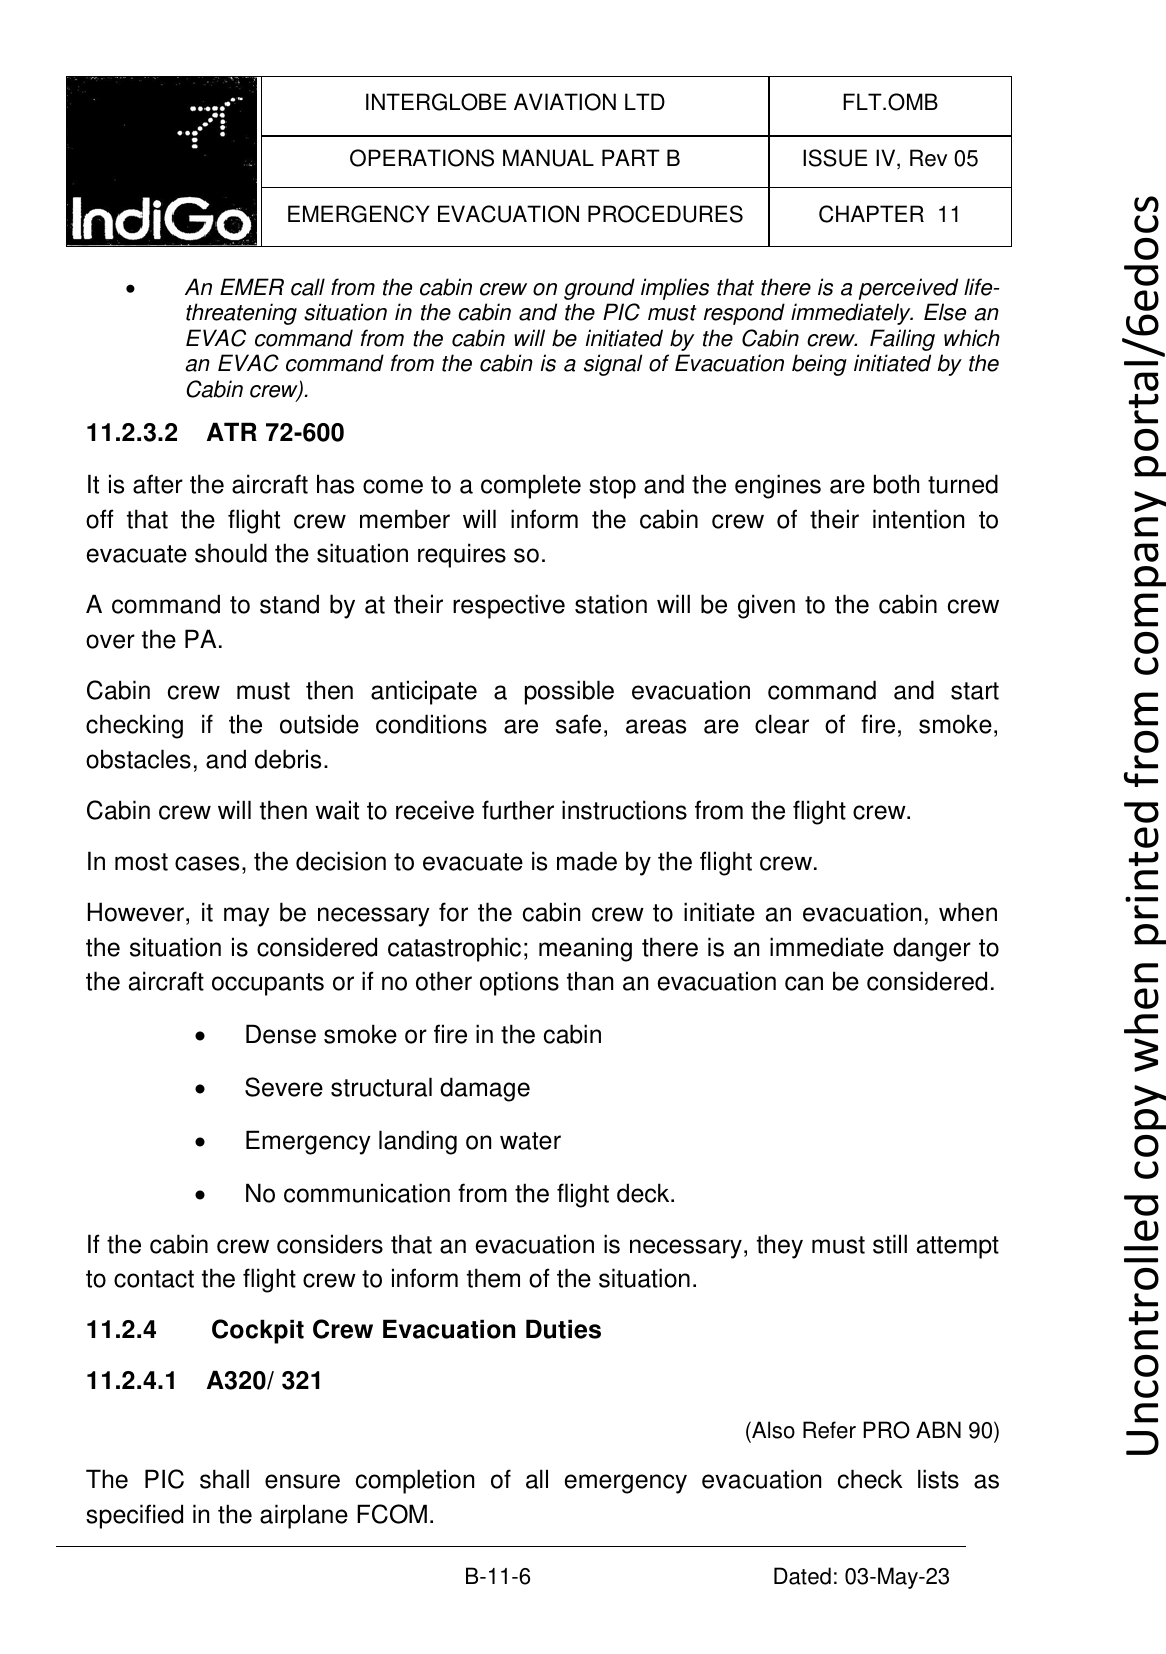 IndiGo
INTERGLOBE AVIATION LTD
FLT.OMB
OPERATIONS MANUAL PART B
ISSUE IV, Rev 05
EMERGENCY EVACUATION PROCEDURES
CHAPTER 11
• An EMER call from the cabin crew on ground implies that there is a perceived life-
threatening situation in the cabin and the PIC must respond immediately. Else an
EVAC command from the cabin will be initiated by the Cabin crew. Failing which
an EVAC command from the cabin is a signal of Evacuation being initiated by the
Cabin crew).
11.2.3.2 ATR 72-600
It is after the aircraft has come to a complete stop and the engines are both turned
off that the flight crew member will inform the cabin crew of their intention to
evacuate should the situation requires so.
A command to stand by at their respective station will be given to the cabin crew
over the PA.
Cabin crew must then anticipate a possible evacuation command and start
checking if the outside conditions are safe, areas are clear of fire, smoke,
obstacles, and debris.
Cabin crew will then wait to receive further instructions from the flight crew.
In most cases, the decision to evacuate is made by the flight crew.
However, it may be necessary for the cabin crew to initiate an evacuation, when
the situation is considered catastrophic; meaning there is an immediate danger to
the aircraft occupants or if no other options than an evacuation can be considered.
• Dense smoke or fire in the cabin
• Severe structural damage
• Emergency landing on water
• No communication from the flight deck.
If the cabin crew considers that an evacuation is necessary, they must still attempt
to contact the flight crew to inform them of the situation.
11.2.4 Cockpit Crew Evacuation Duties
11.2.4.1 A320/ 321
(Also Refer PRO ABN 90)
The PIC shall ensure completion of all emergency evacuation check lists as
specified in the airplane FCOM.
B-11-6
Dated: 03-May-23
Uncontrolled copy when printed from company portal/6edocs